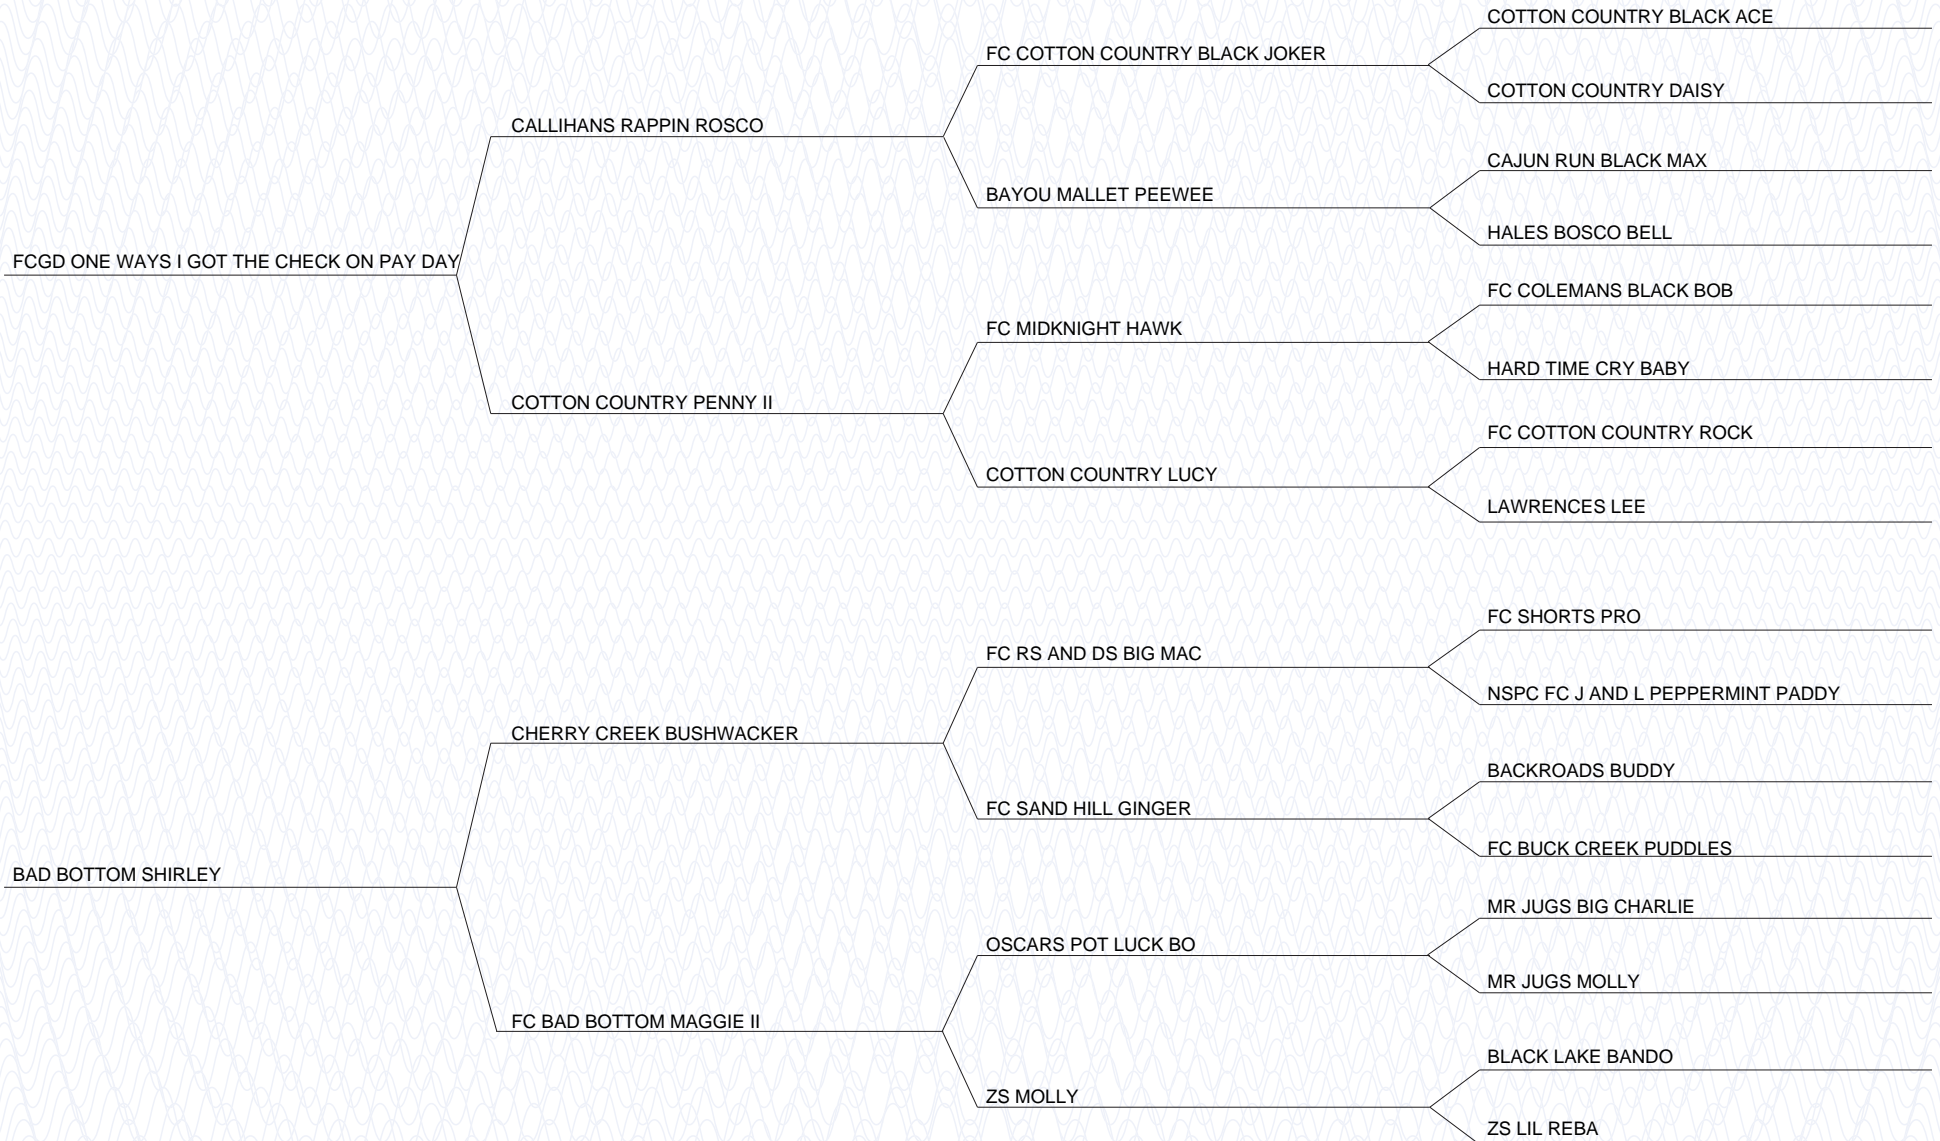 COTTON COUNTRY BLACK ACE
FC COTTON COUNTRY BLACK JOKER
COTTON COUNTRY DAISY
CALLIHANS RAPPIN ROSCO
CAJUN RUN BLACK MAX
BAYOU MALLET PEEWEE
HALES BOSCO BELL
FCGD ONE WAYS I GOT THE CHECK ON PAY DAY
FC COLEMANS BLACK BOB
FC MIDKNIGHT HAWK
HARD TIME CRY BABY
COTTON COUNTRY PENNY II
FC COTTON COUNTRY ROCK
COTTON COUNTRY LUCY
LAWRENCES LEE
FC SHORTS PRO
FC RS AND DS BIG MAC
NSPC FC J AND L PEPPERMINT PADDY
CHERRY CREEK BUSHWACKER
BACKROADS BUDDY
FC SAND HILL GINGER
FC BUCK CREEK PUDDLES
BAD BOTTOM SHIRLEY
MR JUGS BIG CHARLIE
OSCARS POT LUCK BO
MR JUGS MOLLY
FC BAD BOTTOM MAGGIE II
BLACK LAKE BANDO
ZS MOLLY
ZS LIL REBA